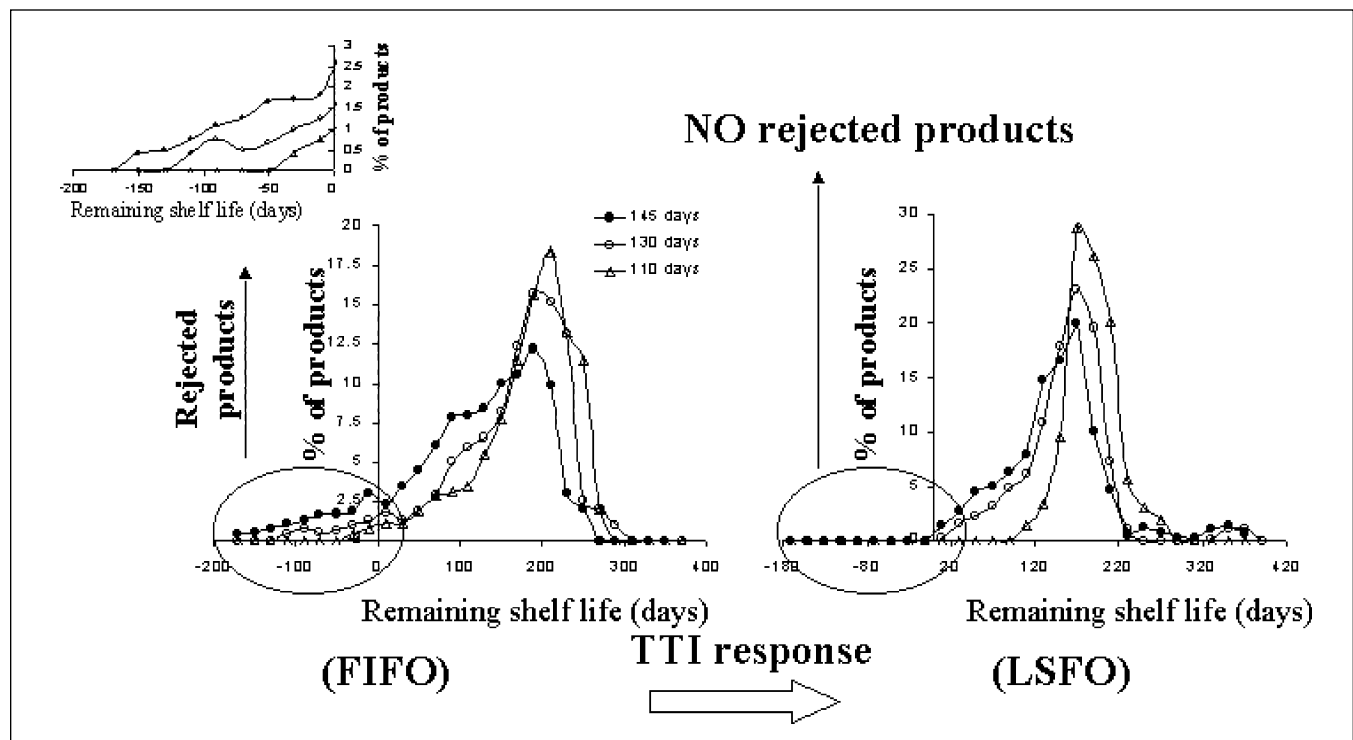 3
2.5
2
1.5
1
0.5
0
% of products
-200
-150
-100
-50
0
Remaining shelf life (days)
NO rejected products
145 days
130 days
110 days
Rejected
products
% of products
20
17.5
15
12.5
10
7.5
5
2.5
0
-200
-100
0
100
200
300
400
Remaining shelf life (days)
(FIFO)
% of products
30
25
20
15
10
5
0
-180
-80
20
120
220
320
420
Remaining shelf life (days)
(LSFO)
TTI response